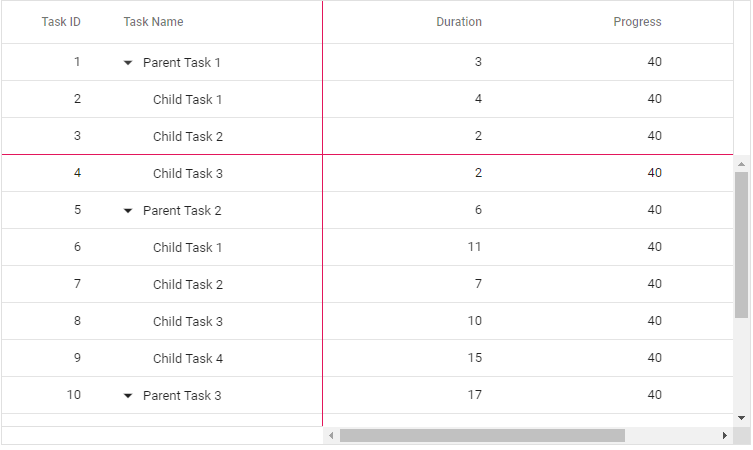 Task ID Task Name Duration Progress
1 Parent Task 1 3 40
2 Child Task 1 4 40
3 Child Task 2 2 40
4 Child Task 3 2 40
5 Parent Task 2 6 40
6 Child Task 1 11 40
7 Child Task 2 7 40
8 Child Task 3 10 40
9 Child Task 4 15 40
10 Parent Task 3 17 40